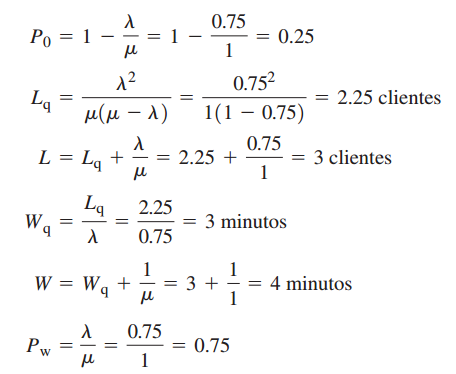 P₀ = 1 − λ/μ = 1 − 0.75/1 = 0.25
L_q = λ²/(μ(μ − λ)) = 0.75²/(1(1 − 0.75)) = 2.25 clientes
L = L_q + λ/μ = 2.25 + 0.75/1 = 3 clientes
W_q = L_q/λ = 2.25/0.75 = 3 minutos
W = W_q + 1/μ = 3 + 1/1 = 4 minutos
P_w = λ/μ = 0.75/1 = 0.75